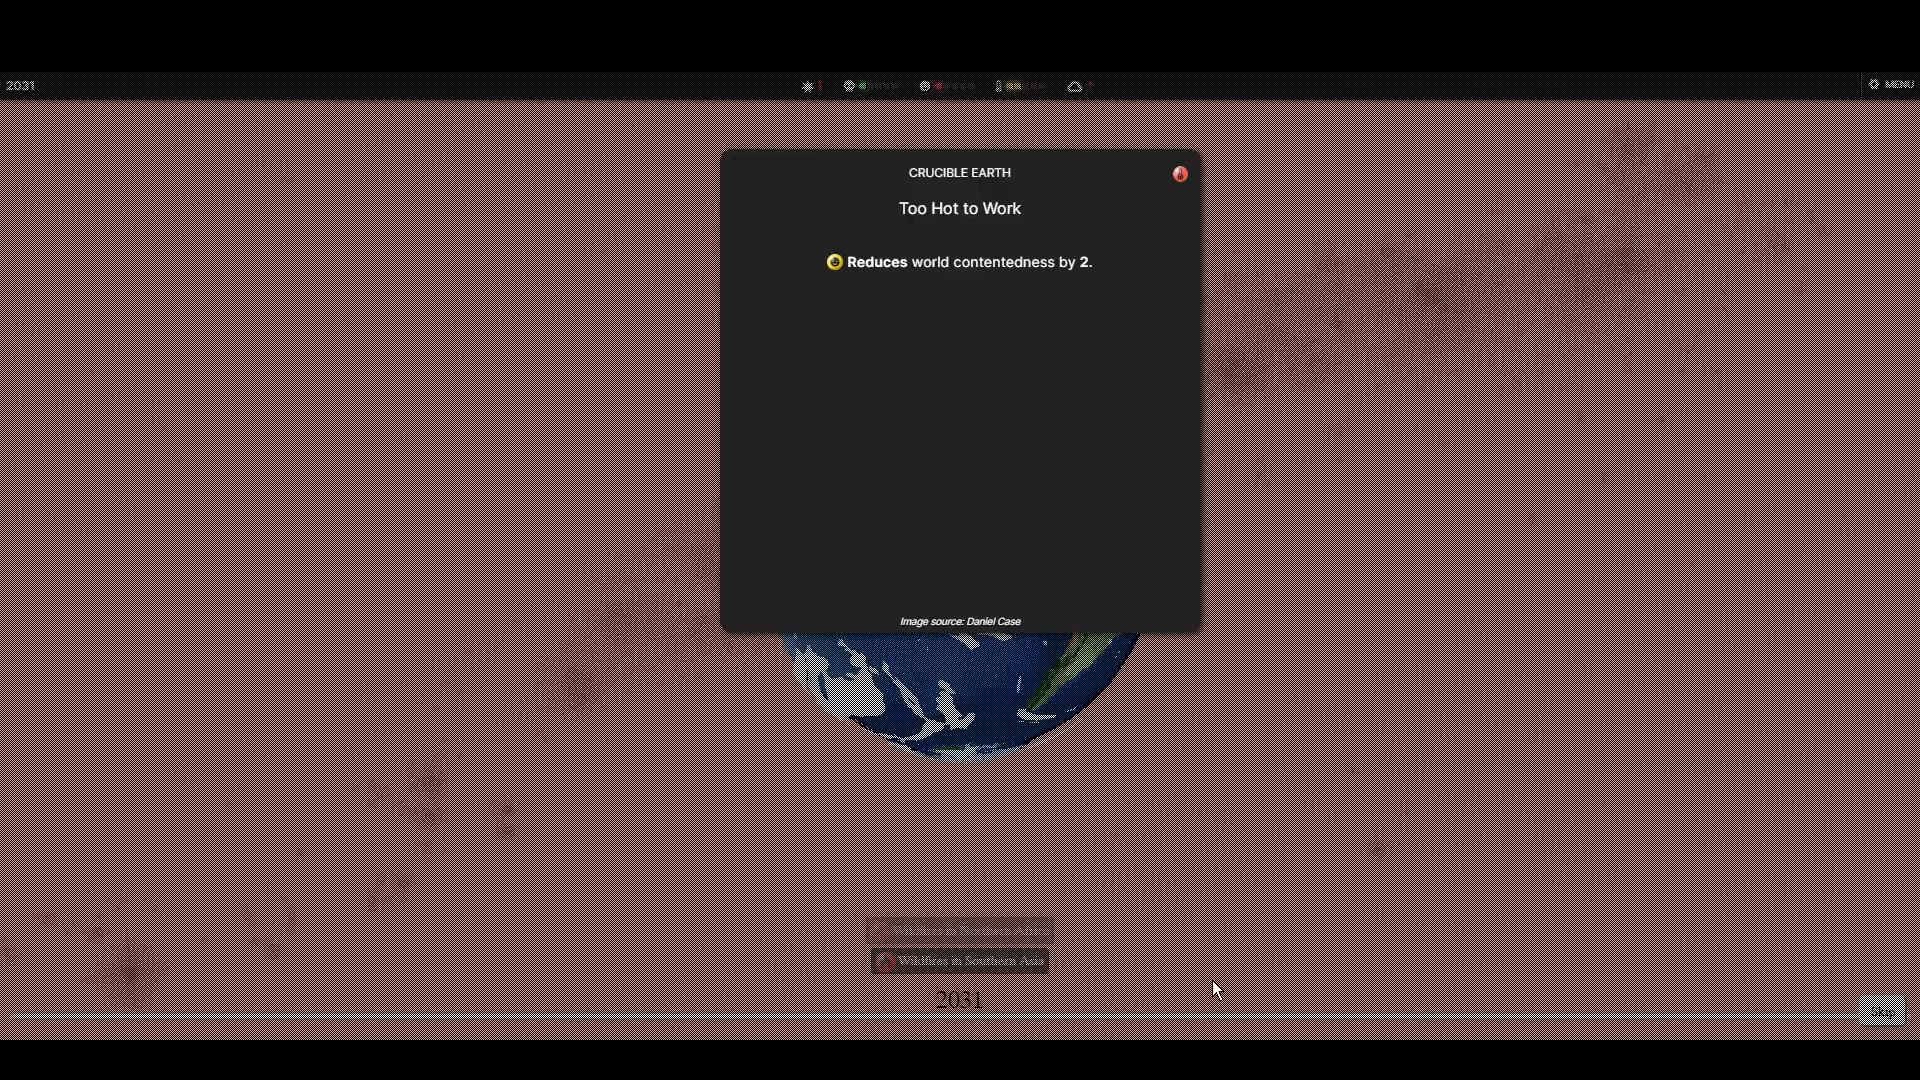 2031
MENU
CRUCIBLE EARTH
Too Hot to Work
Reduces world contentedness by 2.
Image source: Daniel Case
Wildfires in Southern Asia
2031